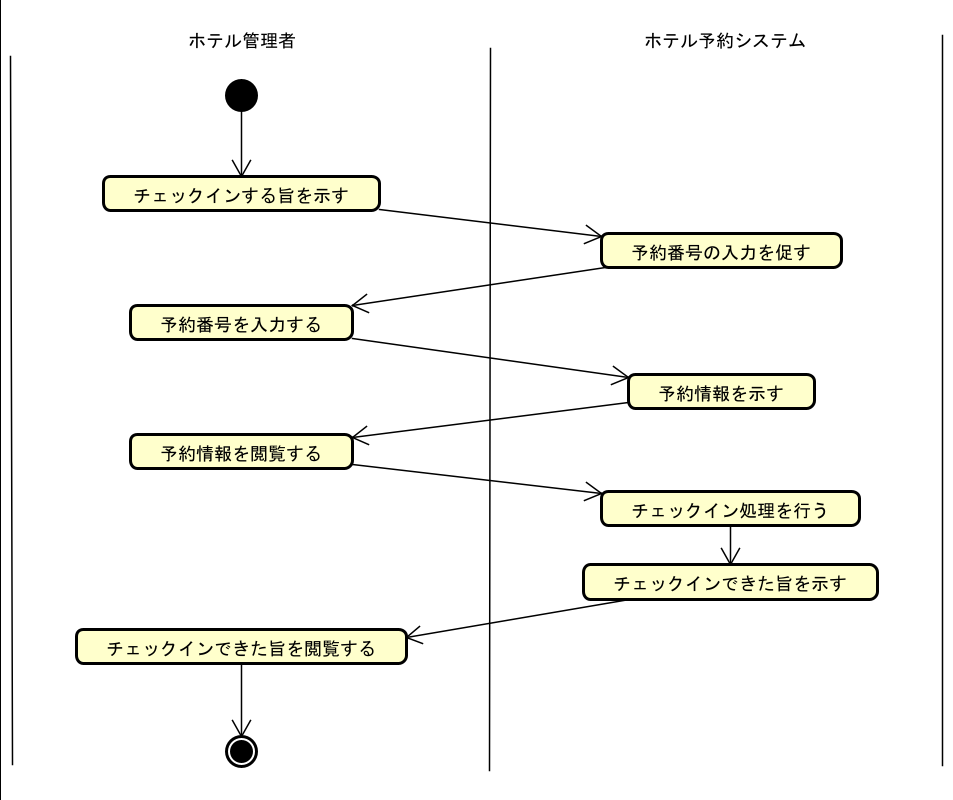 ホテル管理者
ホテル予約システム
チェックインする旨を示す
予約番号の入力を促す
予約番号を入力する
予約情報を示す
予約情報を閲覧する
チェックイン処理を行う
チェックインできた旨を示す
チェックインできた旨を閲覧する